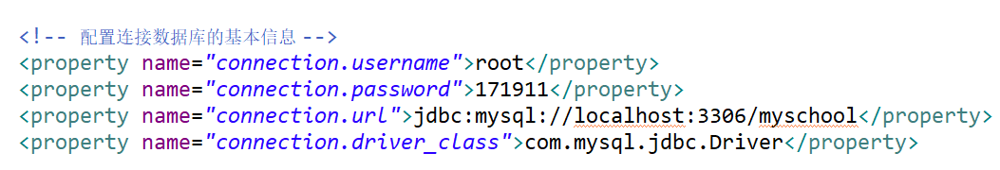 <!-- 配置连接数据库的基本信息 -->
<property name="connection.username">root</property>
<property name="connection.password">171911</property>
<property name="connection.url">jdbc:mysql://localhost:3306/myschool</property>
<property name="connection.driver_class">com.mysql.jdbc.Driver</property>